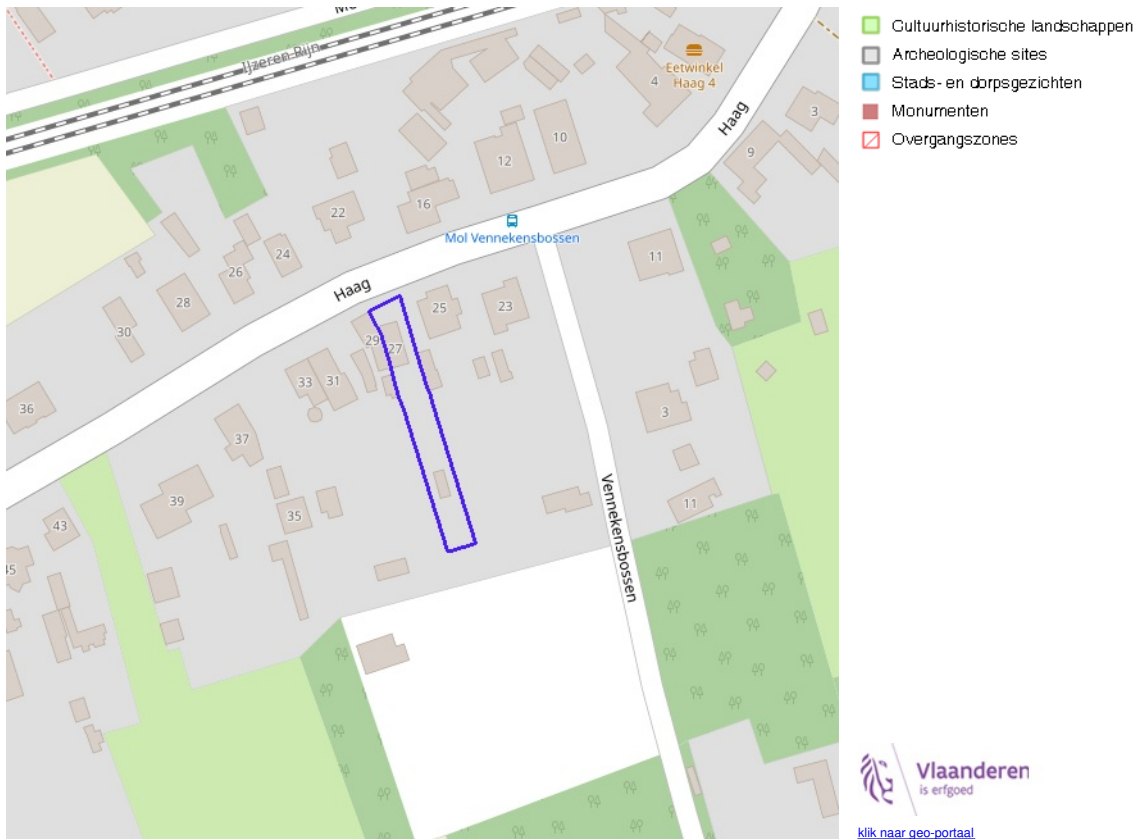 Cultuurhistorische landschappen
Archeologische sites
Stads- en dorpsgezichten
Monumenten
Overgangszones
IJzeren Rijn
Eetwinkel
Haag 4
4
3
Haag
9
10
12
16
22
Mol Vennekensbossen
24
26
28
30
Haag
11
25
23
29
27
33
31
36
3
37
39
35
11
43
45
Vennekensbossen
Vlaanderen
is erfgoed
klik naar geo-portaal